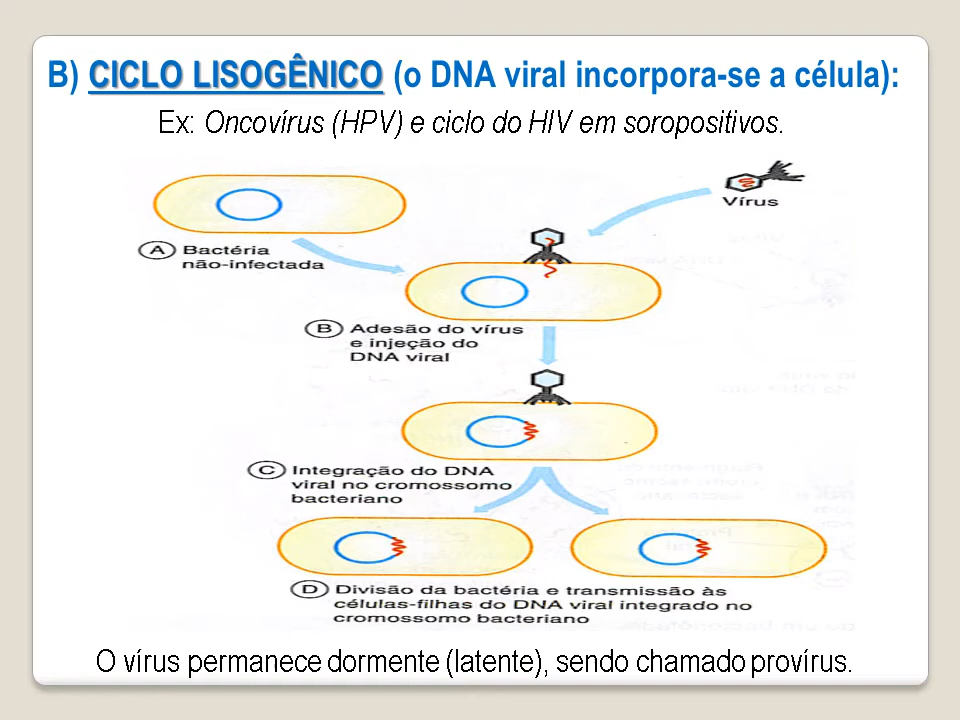 B) CICLO LISOGÊNICO (o DNA viral incorpora-se a célula):
Ex: Oncovírus (HPV) e ciclo do HIV em soropositivos.
Vírus
A Bactéria
não-infectada
B Adesão do vírus
e injeção do
DNA viral
C Integração do DNA
viral no cromossomo
bacteriano
D Divisão da bactéria e transmissão às
células-filhas do DNA viral integrado no
cromossomo bacteriano
O vírus permanece dormente (latente), sendo chamado provírus.